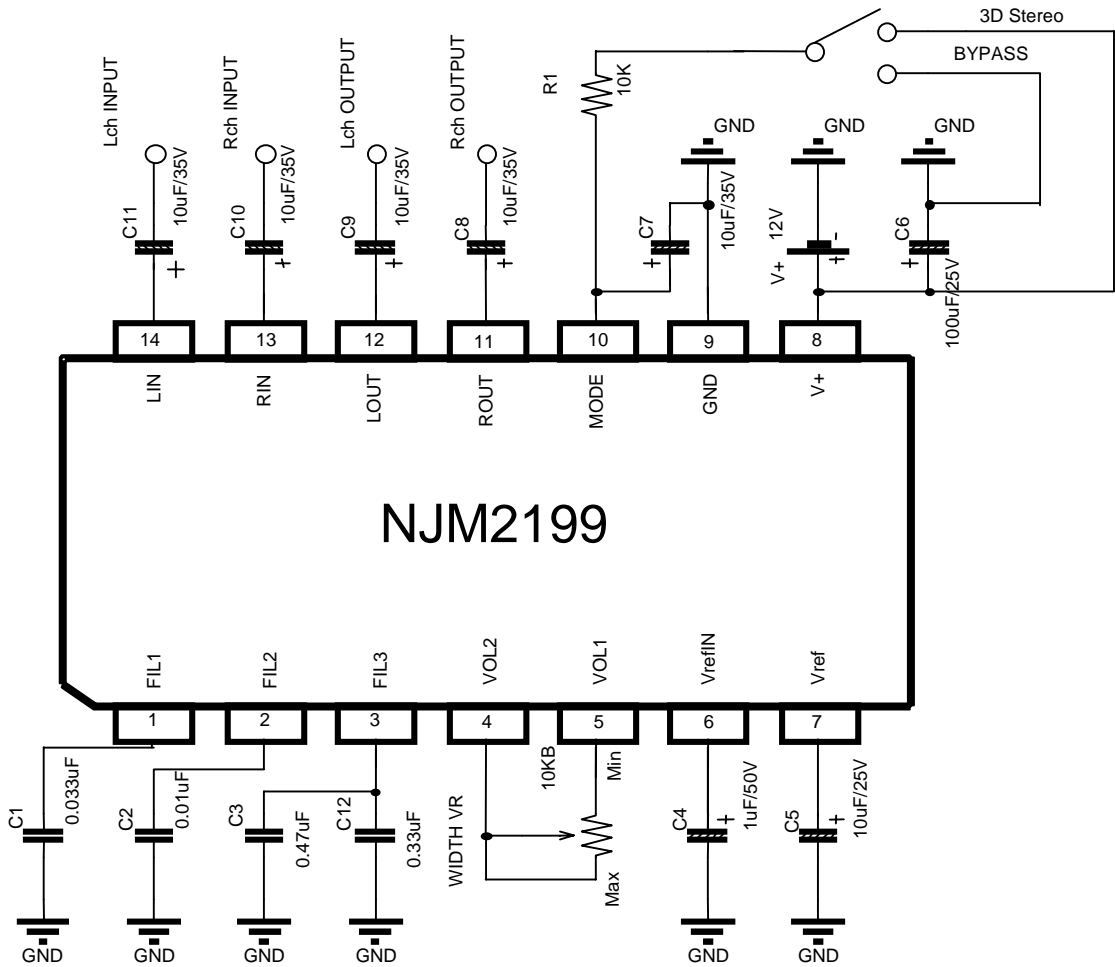 3D Stereo
BYPASS
Lch INPUT
Rch INPUT
Lch OUTPUT
Rch OUTPUT
R1
10K
GND
GND
GND
10uF/35V
10uF/35V
10uF/35V
10uF/35V
10uF/35V
C11
C10
C9
C8
C7
V+
12V
C6
100uF/25V
+
+
+
+
+
+
-
+
14
13
12
11
10
9
8
LIN
RIN
LOUT
ROUT
MODE
GND
V+
NJM2199
FIL1
FIL2
FIL3
VOL2
VOL1
VrefIN
Vref
1
2
3
4
5
6
7
C1
0.033uF
C2
0.01uF
C3
0.47uF
C12
0.33uF
WIDTH VR
10KB
Min
Max
C4
+
1uF/50V
C5
+
10uF/25V
GND
GND
GND
GND
GND
GND